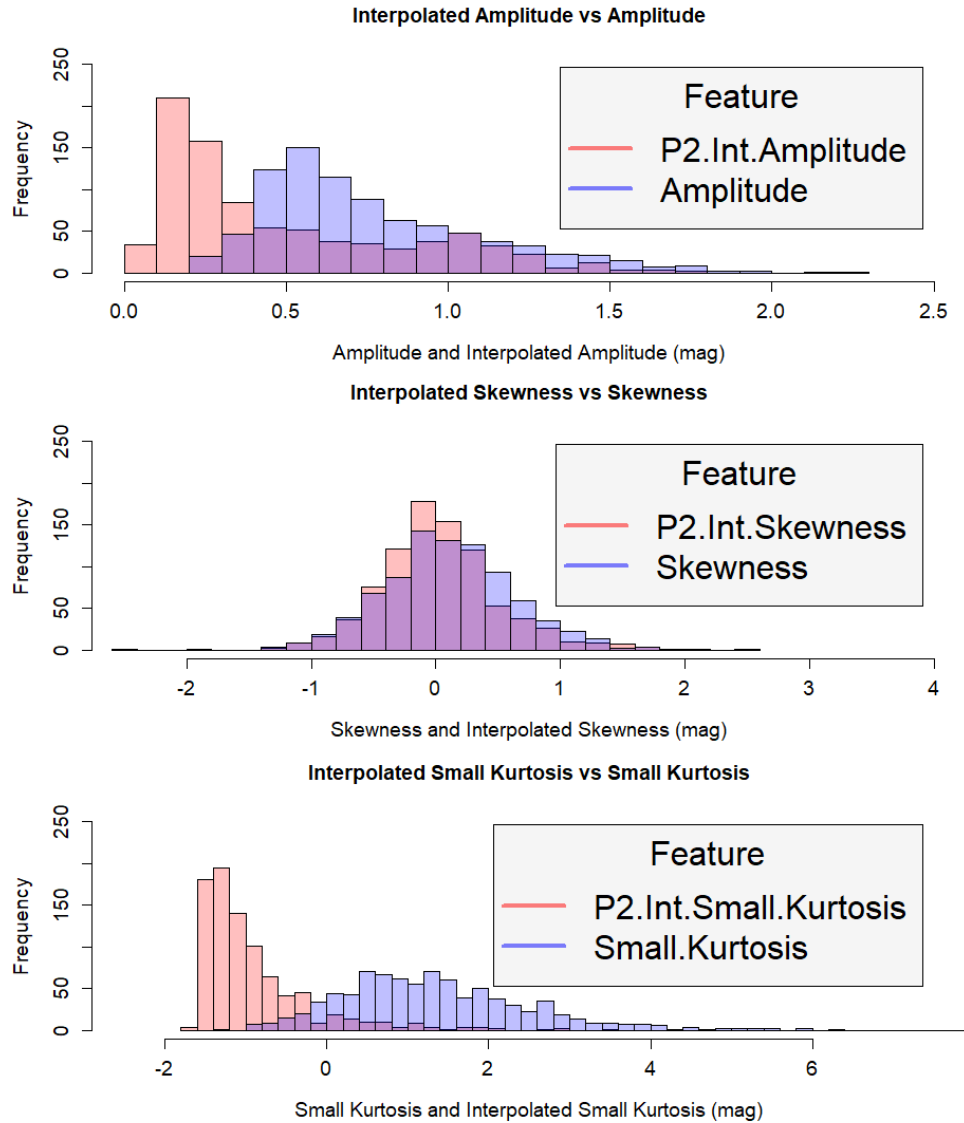 Interpolated Amplitude vs Amplitude
Frequency
250
150
50
0
Feature
P2.Int.Amplitude
Amplitude
0.0 0.5 1.0 1.5 2.0 2.5
Amplitude and Interpolated Amplitude (mag)
Interpolated Skewness vs Skewness
Frequency
250
150
50
0
Feature
P2.Int.Skewness
Skewness
-2 -1 0 1 2 3 4
Skewness and Interpolated Skewness (mag)
Interpolated Small Kurtosis vs Small Kurtosis
Frequency
250
150
50
0
Feature
P2.Int.Small.Kurtosis
Small.Kurtosis
-2 0 2 4 6
Small Kurtosis and Interpolated Small Kurtosis (mag)